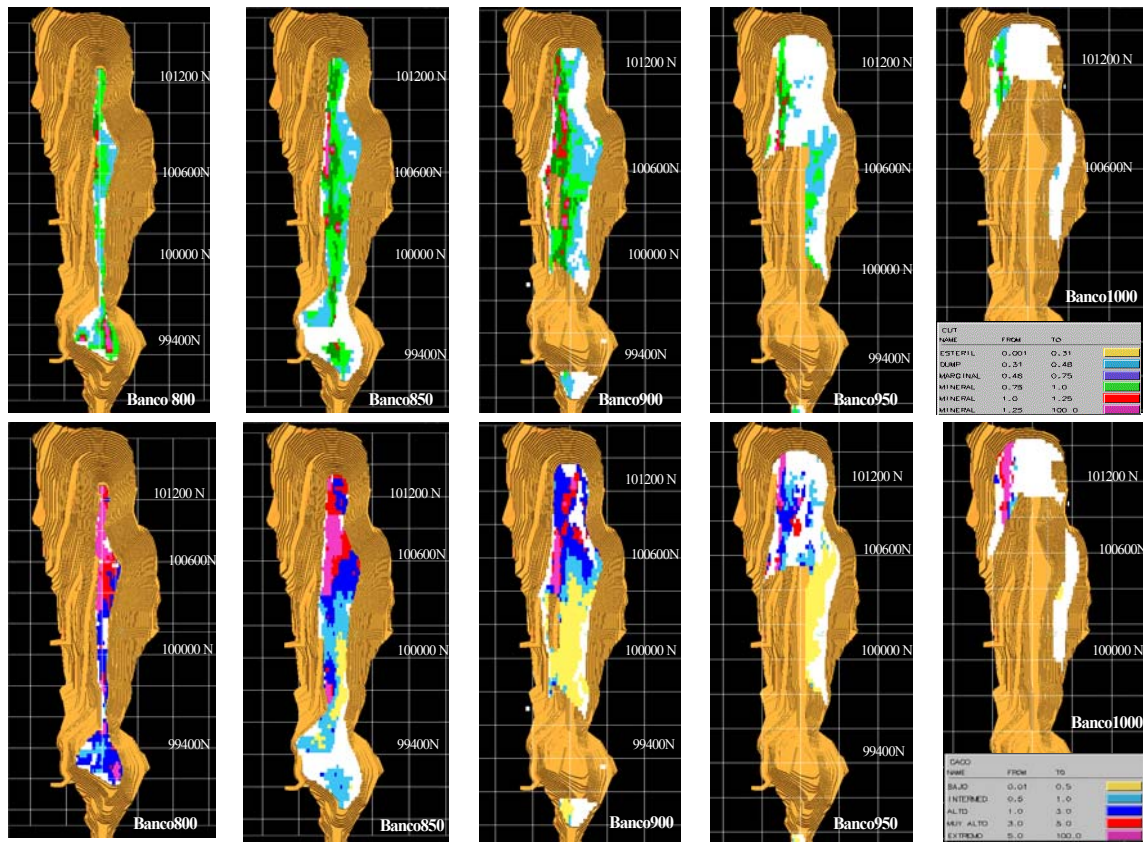 101200 N
100600N
100000 N
99400N
Banco 800
101200 N
100600N
100000 N
99400N
Banco850
101200 N
100600N
100000 N
99400N
Banco900
101200 N
100600N
100000 N
99400N
Banco950
101200 N
100600N
100000 N
Banco1000
CUT
NAME FROM TO
ESTERIL 0.001 0.31
DUMP 0.31 0.48
MARGINAL 0.48 0.75
MINERAL 0.75 1.0
MINERAL 1.0 1.25
MINERAL 1.25 100.0
101200 N
100600N
100000 N
99400N
Banco800
101200 N
100600N
100000 N
99400N
Banco850
101200 N
100600N
100000 N
99400N
Banco900
101200 N
100600N
100000 N
99400N
Banco950
101200 N
100600N
100000 N
Banco1000
CACO
NAME FROM TO
BAJO 0.01 0.5
INTERMED 0.5 1.0
ALTO 1.0 3.0
MUY ALTO 3.0 5.0
EXTREMO 5.0 100.0